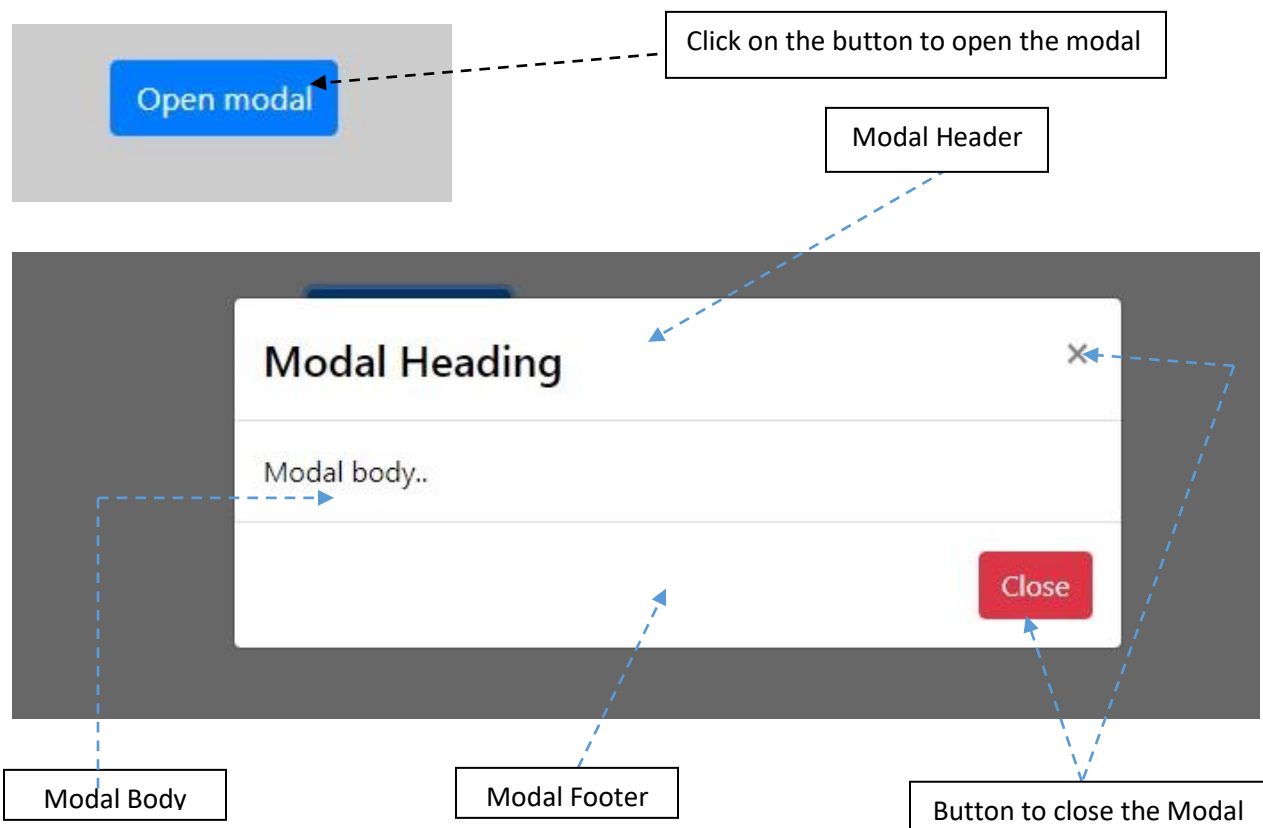 Click on the button to open the modal
Open modal
Modal Header
Modal Heading
×
Modal body..
Close
Modal Body
Modal Footer
Button to close the Modal